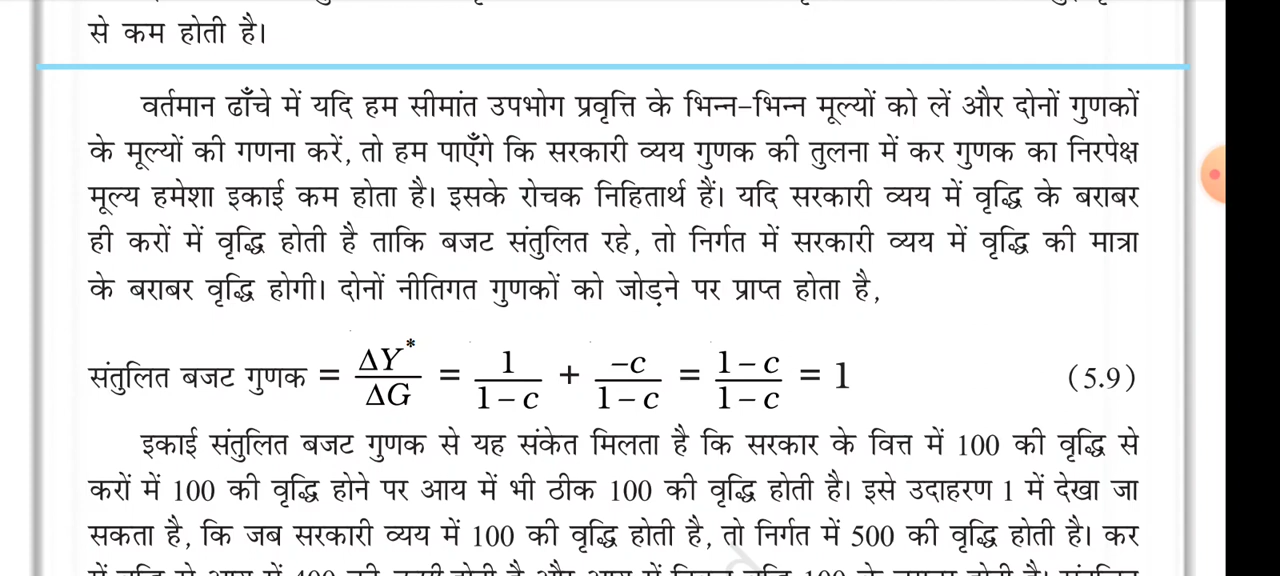 से कम होती है।
वर्तमान ढाँचे में यदि हम सीमांत उपभोग प्रवृत्ति के भिन्न-भिन्न मूल्यों को लें और दोनों गुणकों
के मूल्यों की गणना करें, तो हम पाएँगे कि सरकारी व्यय गुणक की तुलना में कर गुणक का निरपेक्ष
मूल्य हमेशा इकाई कम होता है। इसके रोचक निहितार्थ हैं। यदि सरकारी व्यय में वृद्धि के बराबर
ही करों में वृद्धि होती है ताकि बजट संतुलित रहे, तो निर्गत में सरकारी व्यय में वृद्धि की मात्रा
के बराबर वृद्धि होगी। दोनों नीतिगत गुणकों को जोड़ने पर प्राप्त होता है,
संतुलित बजट गुणक = ΔY*/ΔG = 1/1–c + –c/1–c = 1–c/1–c = 1 (5.9)
इकाई संतुलित बजट गुणक से यह संकेत मिलता है कि सरकार के वित्त में 100 की वृद्धि से
करों में 100 की वृद्धि होने पर आय में भी ठीक 100 की वृद्धि होती है। इसे उदाहरण 1 में देखा जा
सकता है, कि जब सरकारी व्यय में 100 की वृद्धि होती है, तो निर्गत में 500 की वृद्धि होती है। कर